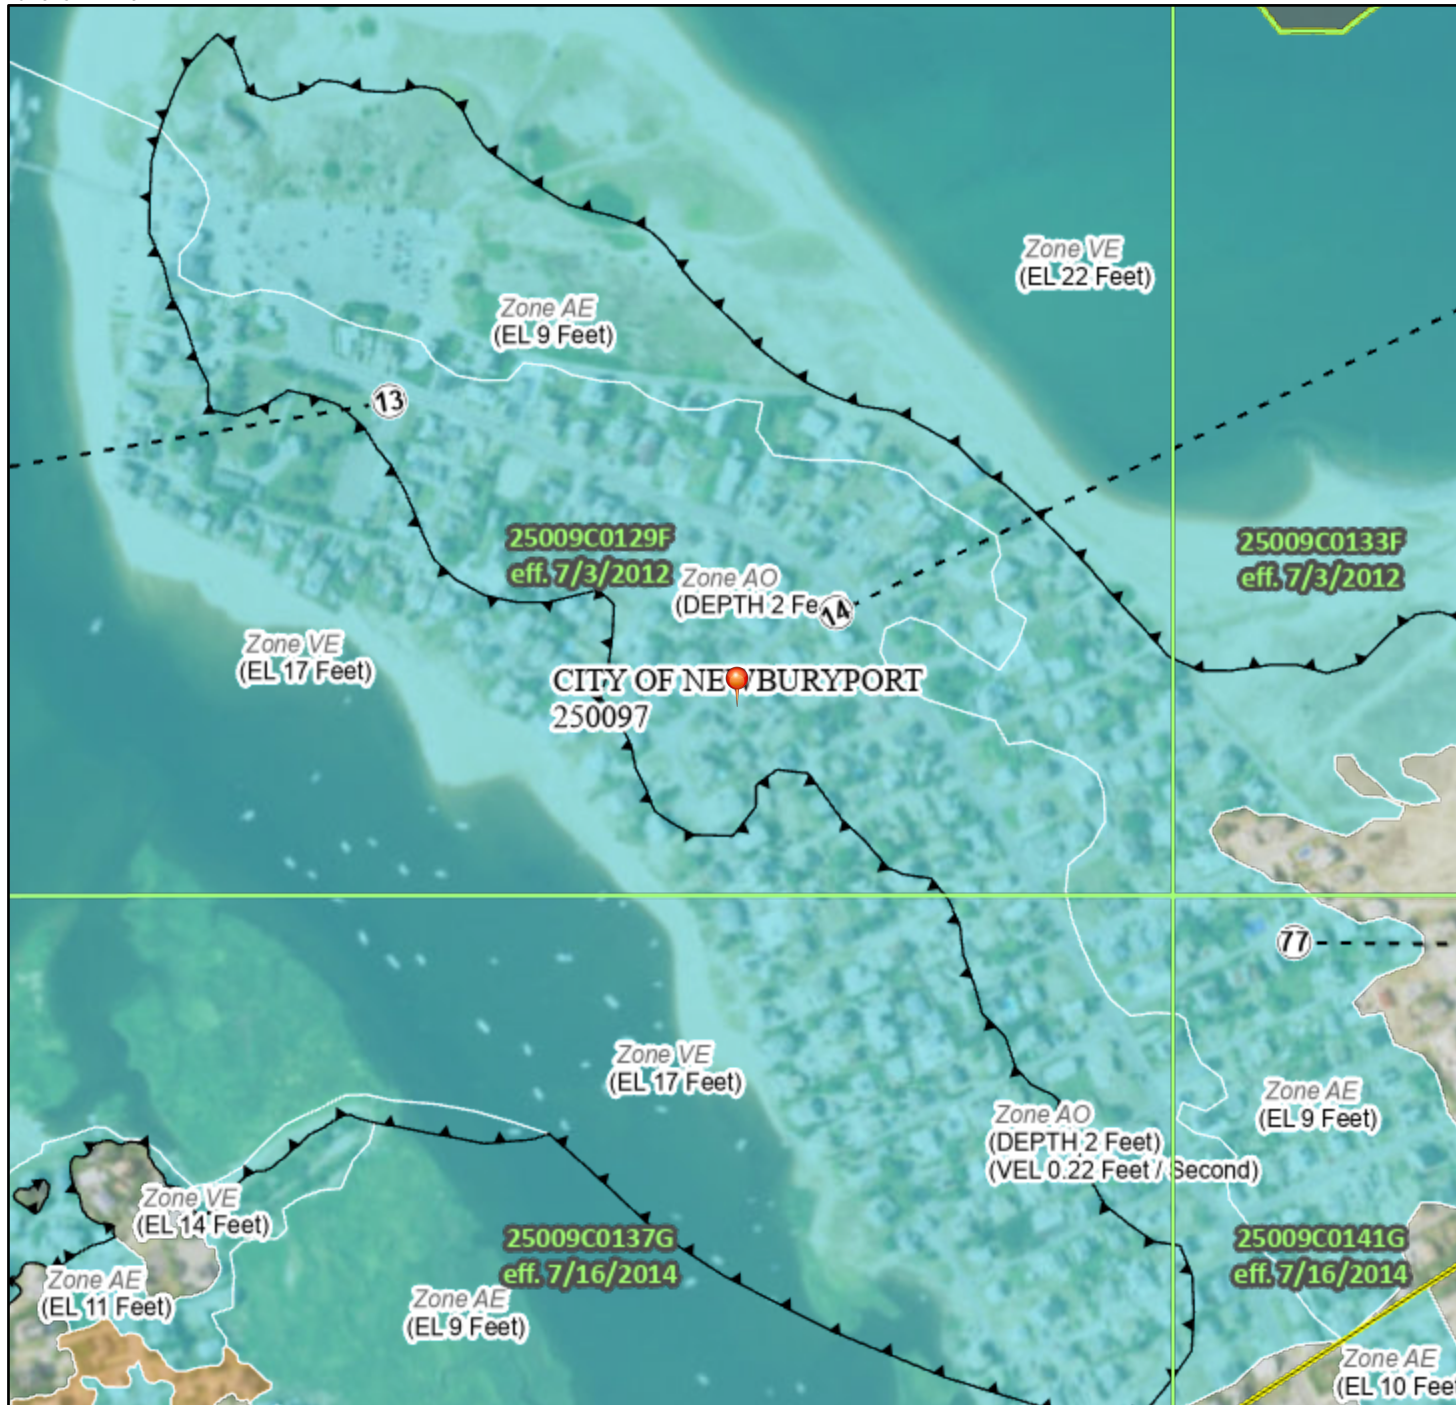 Zone VE
(EL 22 Feet)
Zone AE
(EL 9 Feet)
13
25009C0129F
eff. 7/3/2012
25009C0133F
eff. 7/3/2012
Zone AO
(DEPTH 2 Fe
14
Zone VE
(EL 17 Feet)
CITY OF NEWBURYPORT
250097
77
Zone VE
(EL 17 Feet)
Zone AE
(EL 9 Feet)
Zone AO
(DEPTH 2 Feet)
(VEL 0.22 Feet / Second)
Zone VE
(EL 14 Feet)
25009C0137G
eff. 7/16/2014
25009C0141G
eff. 7/16/2014
Zone AE
(EL 11 Feet)
Zone AE
(EL 9 Feet)
Zone AE
(EL 10 Feet